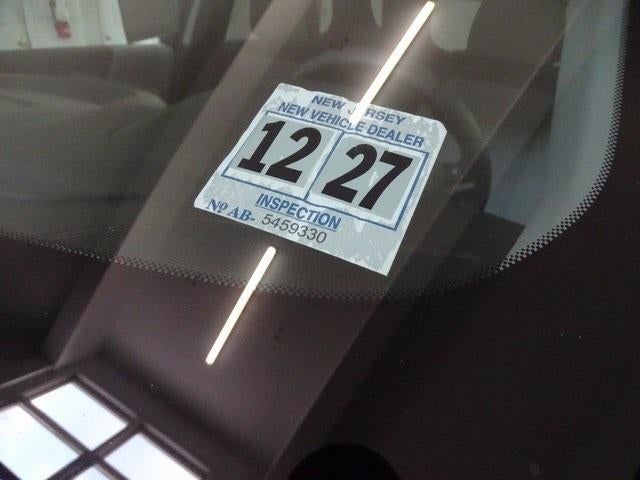 NEW JERSEY
NEW VEHICLE DEALER
12 27
INSPECTION
Nº AB- 5459330